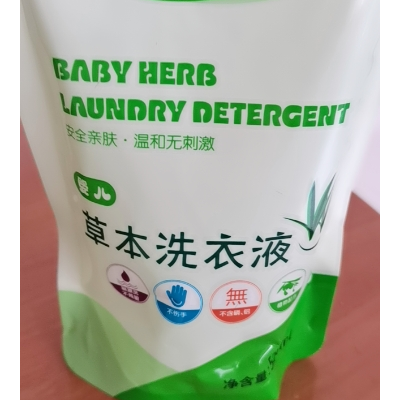 BABY HERB
LAUNDRY DETERGENT
安全亲肤·温和无刺激
婴儿
草本洗衣液
不伤手
無
净含量: